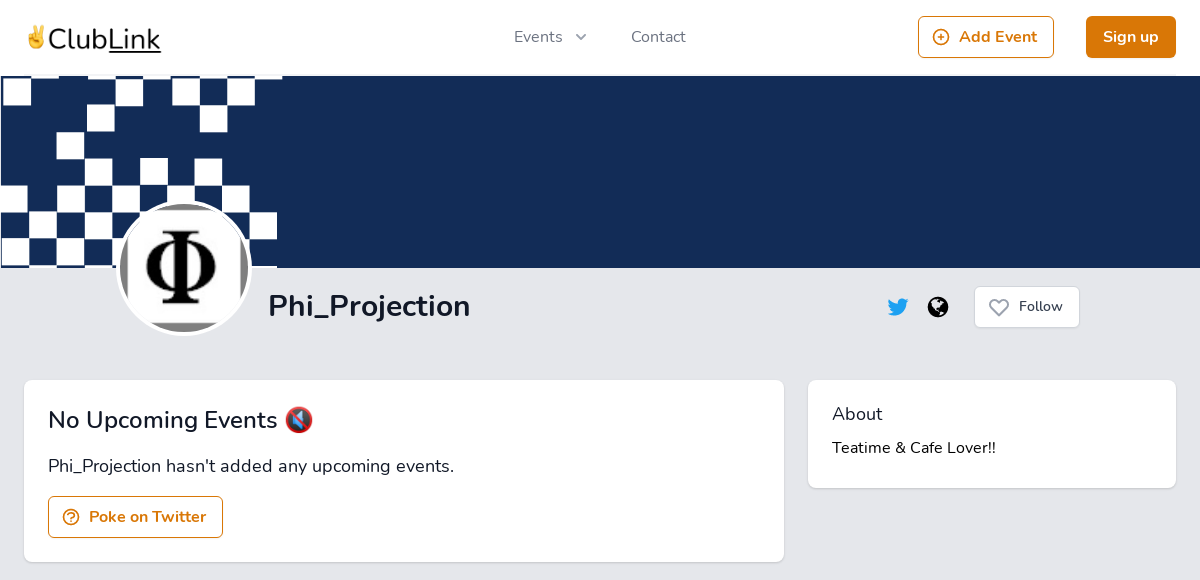 ✌️ClubLink
Events
Contact
Add Event
Sign up
Φ
Phi_Projection
Follow
No Upcoming Events 🔇
Phi_Projection hasn't added any upcoming events.
Poke on Twitter
About
Teatime & Cafe Lover!!